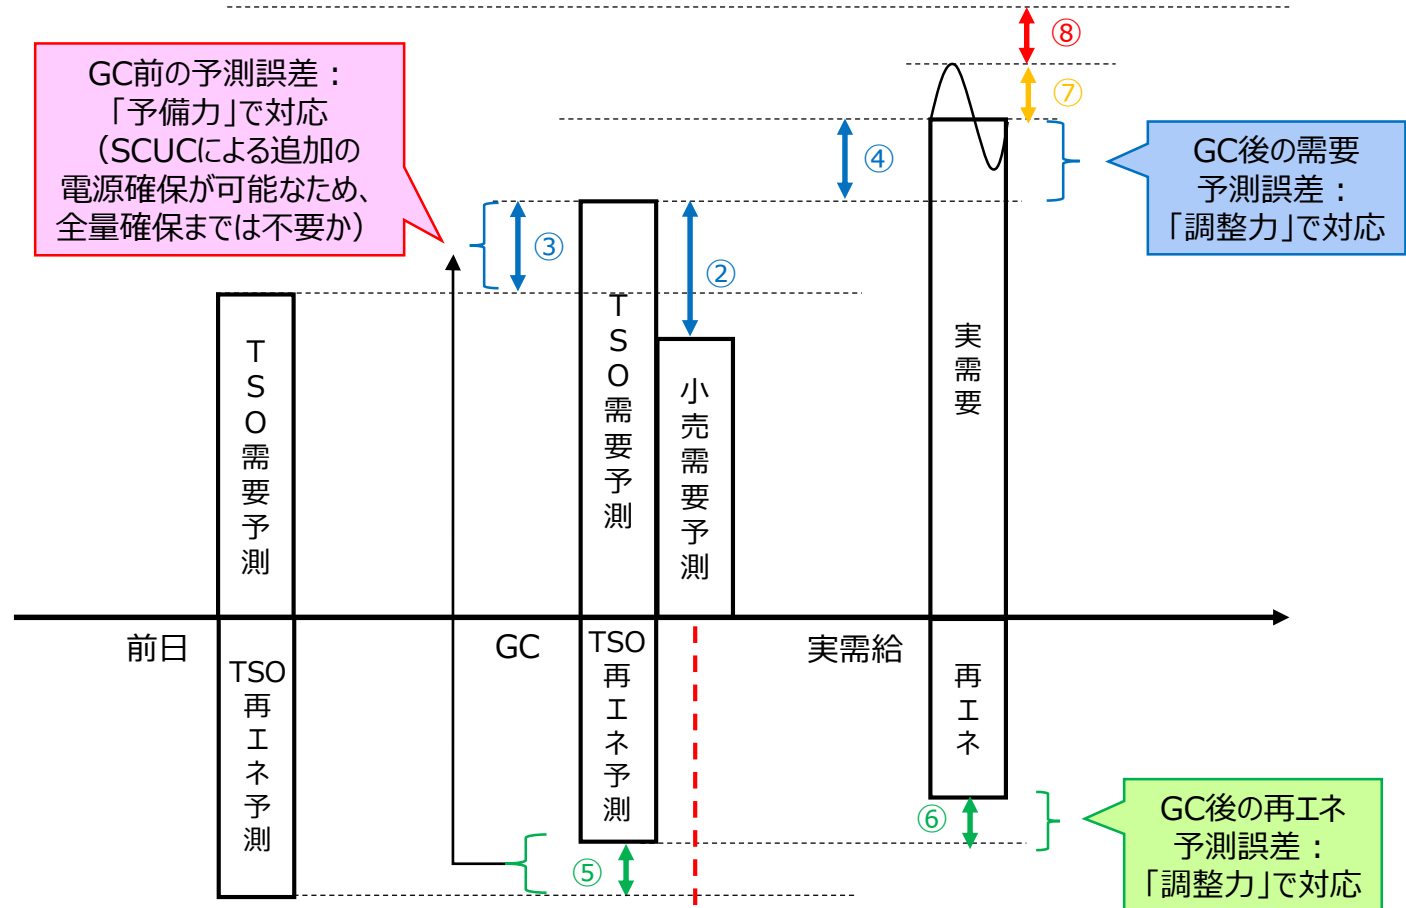 ⑧
GC前の予測誤差：
「予備力」で対応
（SCUCによる追加の
電源確保が可能なため、
全量確保までは不要か）
⑦
④
GC後の需要
予測誤差：
「調整力」で対応
③
②
TSO需要予測
TSO需要予測
小売需要予測
実需要
前日
GC
実需給
TSO
再エネ予測
TSO
再エネ予測
再エネ
⑤
⑥
GC後の再エネ
予測誤差：
「調整力」で対応